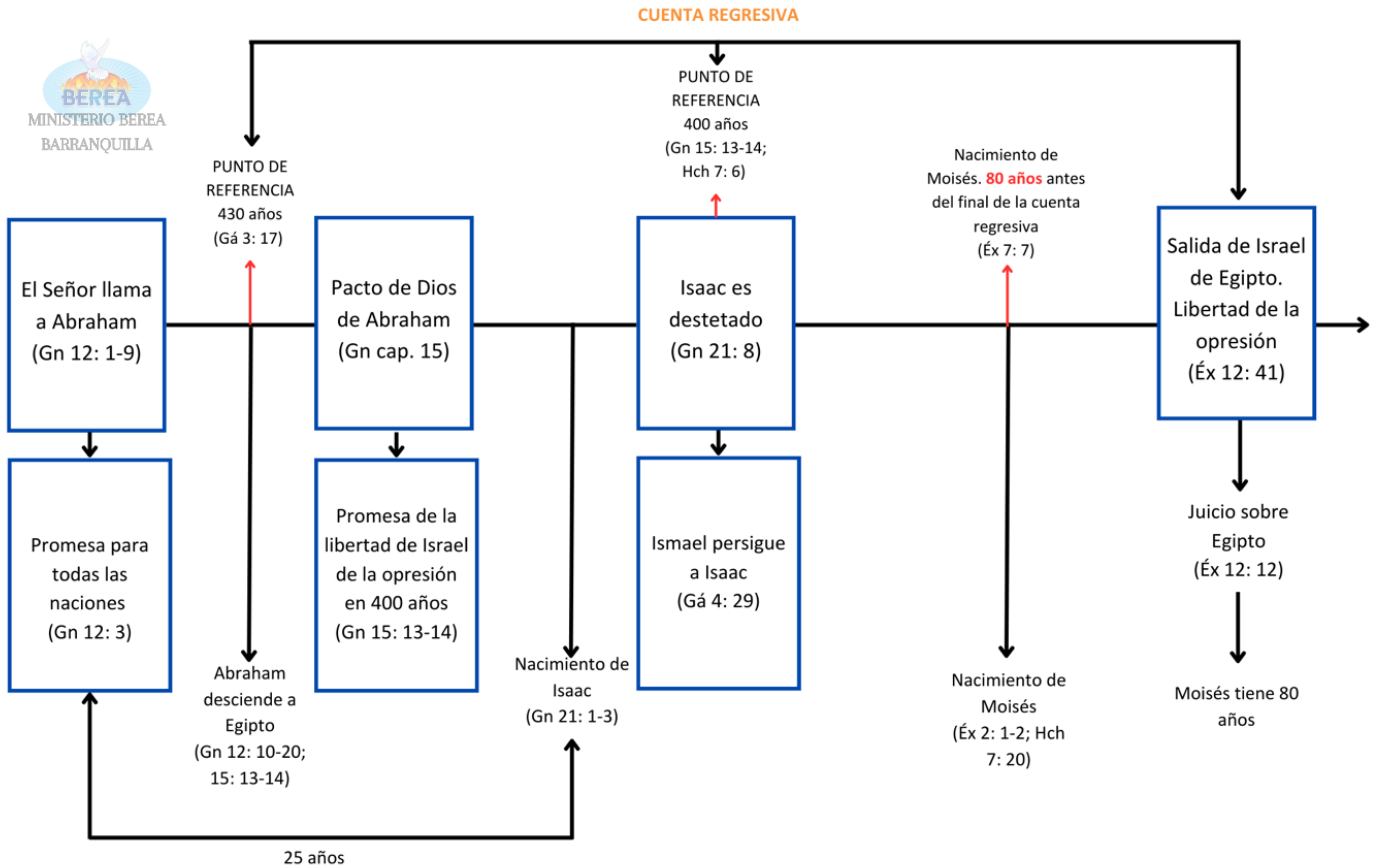 CUENTA REGRESIVA
BEREA
MINISTERIO BEREA
BARRANQUILLA
PUNTO DE
REFERENCIA
430 años
(Gá 3: 17)
PUNTO DE
REFERENCIA
400 años
(Gn 15: 13-14;
Hch 7: 6)
Nacimiento de
Moisés. 80 años antes
del final de la cuenta
regresiva
(Éx 7: 7)
El Señor llama
a Abraham
(Gn 12: 1-9)
Pacto de Dios
de Abraham
(Gn cap. 15)
Isaac es
destetado
(Gn 21: 8)
Salida de Israel
de Egipto.
Libertad de la
opresión
(Éx 12: 41)
Promesa para
todas las
naciones
(Gn 12: 3)
Abraham
desciende a
Egipto
(Gn 12: 10-20;
15: 13-14)
Promesa de la
libertad de Israel
de la opresión
en 400 años
(Gn 15: 13-14)
Nacimiento de
Isaac
(Gn 21: 1-3)
Ismael persigue
a Isaac
(Gá 4: 29)
Nacimiento de
Moisés
(Éx 2: 1-2; Hch
7: 20)
Juicio sobre
Egipto
(Éx 12: 12)
Moisés tiene 80
años
25 años